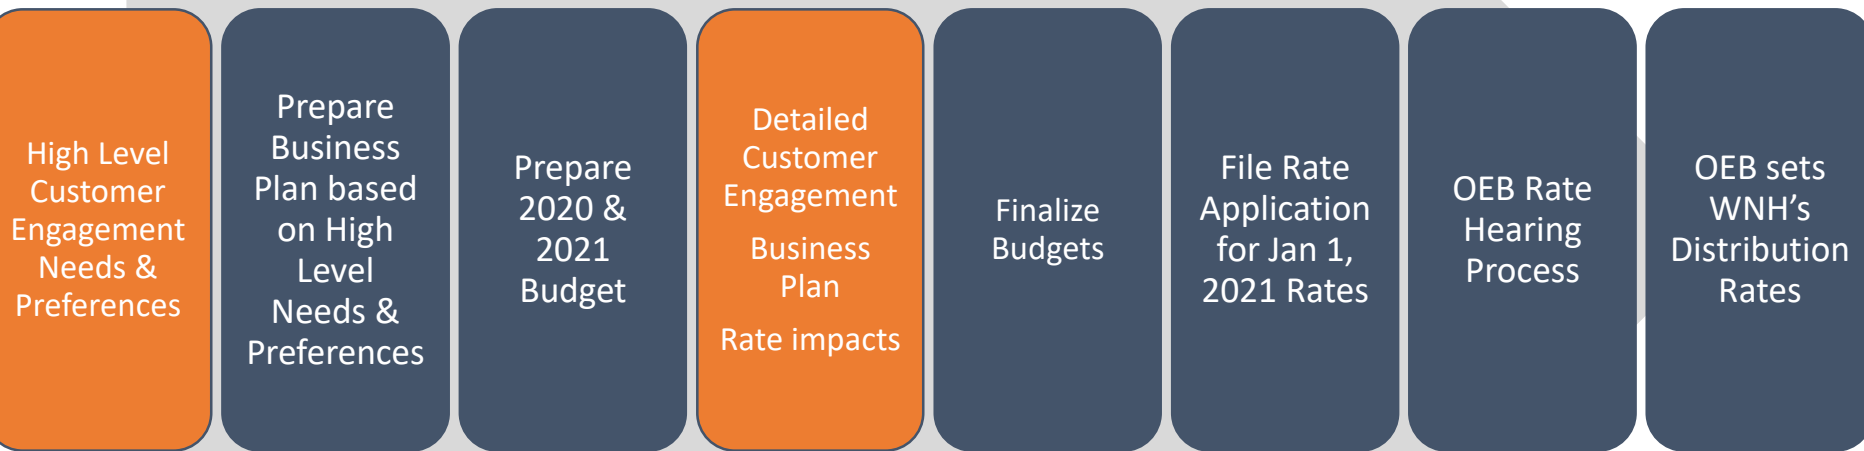 High Level
Customer
Engagement
Needs &
Preferences
Prepare
Business
Plan based
on High
Level
Needs &
Preferences
Prepare
2020 &
2021
Budget
Detailed
Customer
Engagement
Business
Plan
Rate impacts
Finalize
Budgets
File Rate
Application
for Jan 1,
2021 Rates
OEB Rate
Hearing
Process
OEB sets
WNH’s
Distribution
Rates